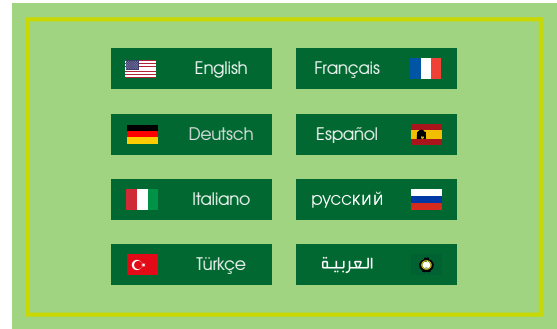 English
Français
Deutsch
Español
Italiano
русский
Türkçe
العربية